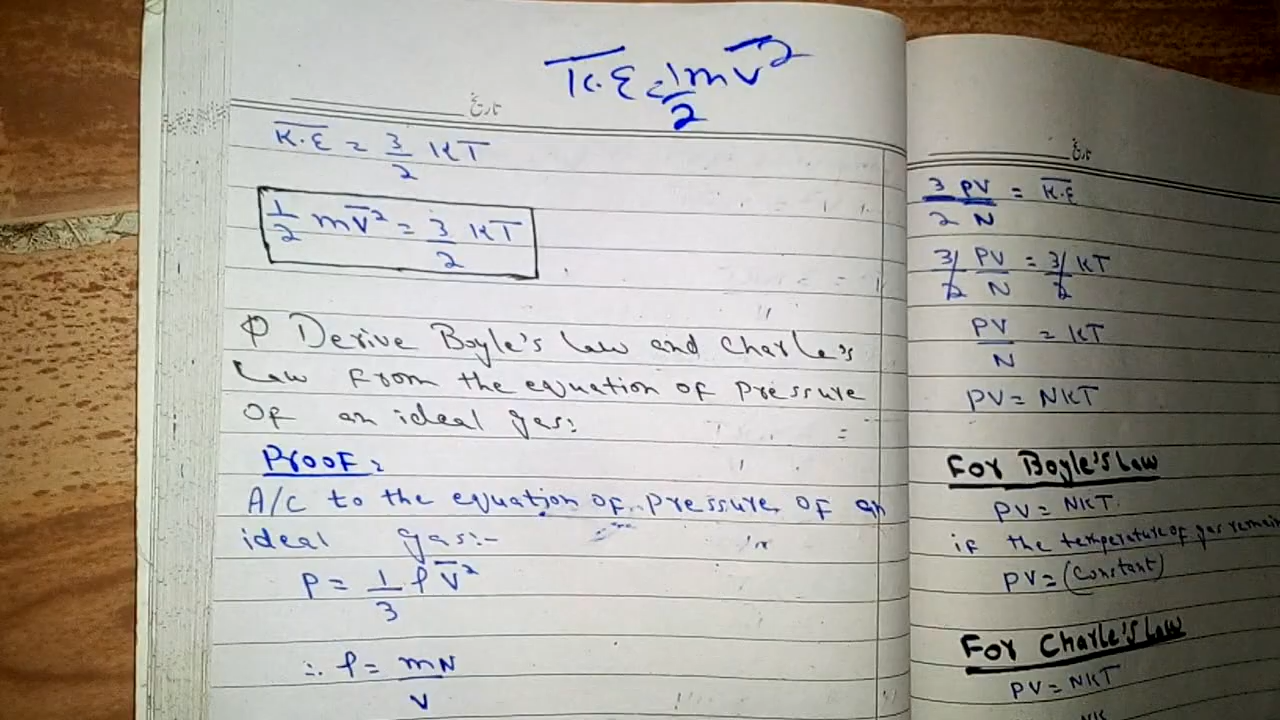 K.E = 1/2 mv̅²
تاریخ
K.E = 3/2 KT
1/2 mv̅² = 3/2 KT
Q Derive Boyle's Law and Charle's
Law From the equation of pressure
Of an ideal gas:
Proof:
A/C to the equation of pressure of an
ideal gas:-
P = 1/3 ρ v̅²
∴ ρ = mN/V
تاریخ
3/2 PV/N = K.E
3/2 PV/N = 3/2 KT
PV/N = KT
PV = NKT
For Boyle's Law
PV = NKT
if the temperature of gas remain
PV = (Constant)
For Charle's Law
PV = NKT